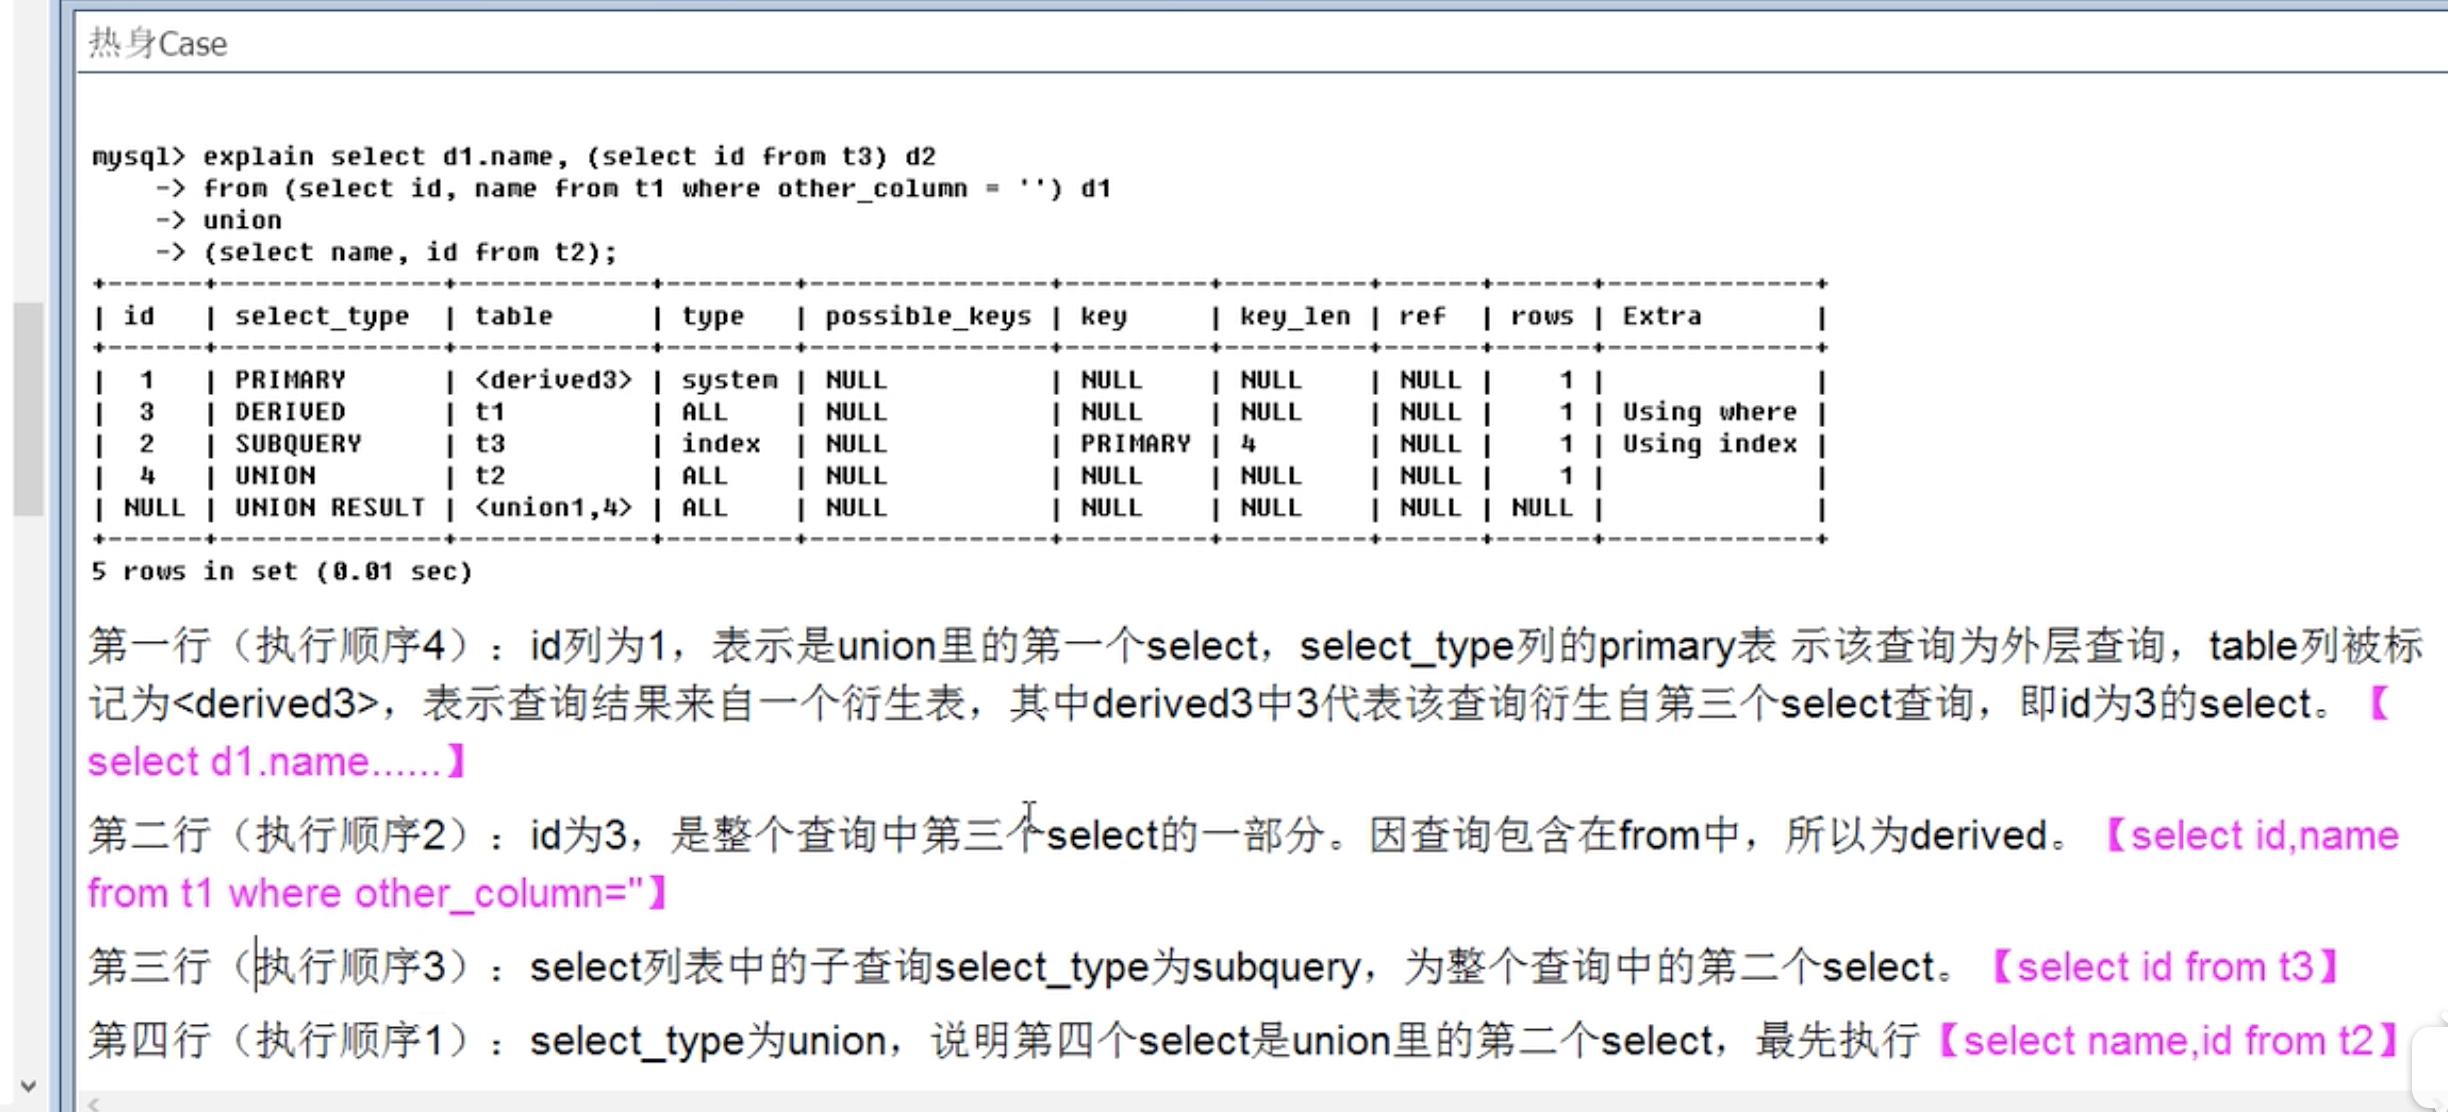 热身Case
mysql> explain select d1.name, (select id from t3) d2
    -> from (select id, name from t1 where other_column = '') d1
    -> union
    -> (select name, id from t2);
+------+-------------+------------+--------+---------------+---------+---------+------+------+-------------+
| id   | select_type  | table      | type   | possible_keys | key     | key_len | ref  | rows | Extra       |
+------+-------------+------------+--------+---------------+---------+---------+------+------+-------------+
|  1   | PRIMARY      | <derived3> | system | NULL          | NULL    | NULL    | NULL |    1 |             |
|  3   | DERIVED      | t1         | ALL    | NULL          | NULL    | NULL    | NULL |    1 | Using where |
|  2   | SUBQUERY     | t3         | index  | NULL          | PRIMARY | 4       | NULL |    1 | Using index |
|  4   | UNION        | t2         | ALL    | NULL          | NULL    | NULL    | NULL |    1 |             |
| NULL | UNION RESULT | <union1,4> | ALL    | NULL          | NULL    | NULL    | NULL | NULL |             |
+------+-------------+------------+--------+---------------+---------+---------+------+------+-------------+
5 rows in set (0.01 sec)
第一行（执行顺序4）：id列为1，表示是union里的第一个select，select_type列的primary表 示该查询为外层查询，table列被标
记为<derived3>，表示查询结果来自一个衍生表，其中derived3中3代表该查询衍生自第三个select查询，即id为3的select。【
select d1.name......】
第二行（执行顺序2）：id为3，是整个查询中第三个select的一部分。因查询包含在from中，所以为derived。【select id,name
from t1 where other_column=''】
第三行（执行顺序3）：select列表中的子查询select_type为subquery，为整个查询中的第二个select。【select id from t3】
第四行（执行顺序1）：select_type为union，说明第四个select是union里的第二个select，最先执行【select name,id from t2】